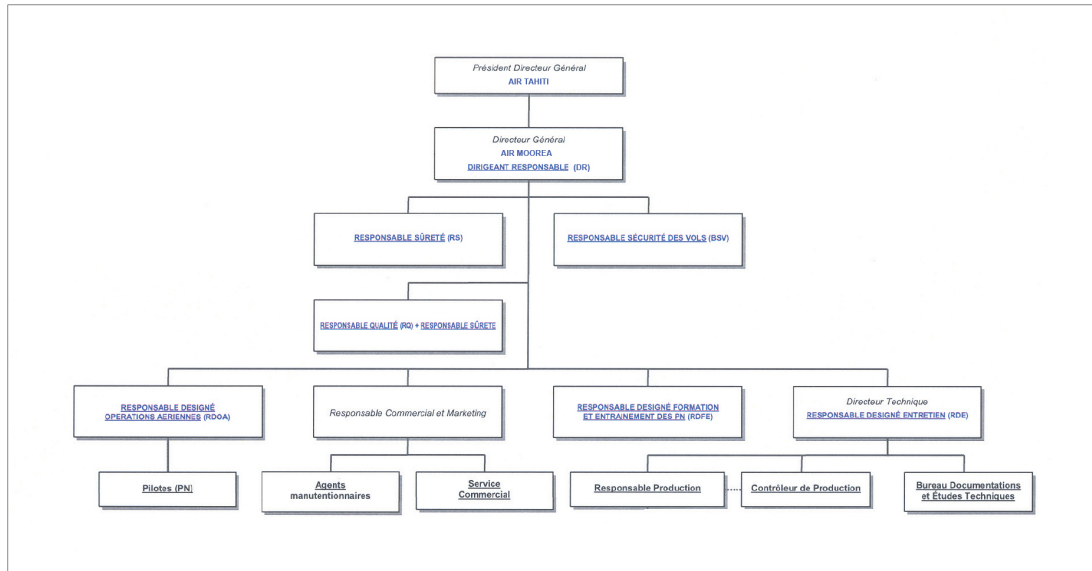 Président Directeur Général
AIR TAHITI
Directeur Général
AIR MOOREA
DIRIGEANT RESPONSABLE (DR)
RESPONSABLE SÛRETÉ (RS)
RESPONSABLE SÉCURITÉ DES VOLS (BSV)
RESPONSABLE QUALITÉ (RQ) + RESPONSABLE SÛRETE
RESPONSABLE DESIGNÉ
OPERATIONS AERIENNES (RDOA)
Responsable Commercial et Marketing
RESPONSABLE DESIGNÉ FORMATION
ET ENTRAINEMENT DES PN (RDFE)
Directeur Technique
RESPONSABLE DESIGNÉ ENTRETIEN (RDE)
Pilotes (PN)
Agents
manutentionnaires
Service
Commercial
Responsable Production
Contrôleur de Production
Bureau Documentations
et Études Techniques